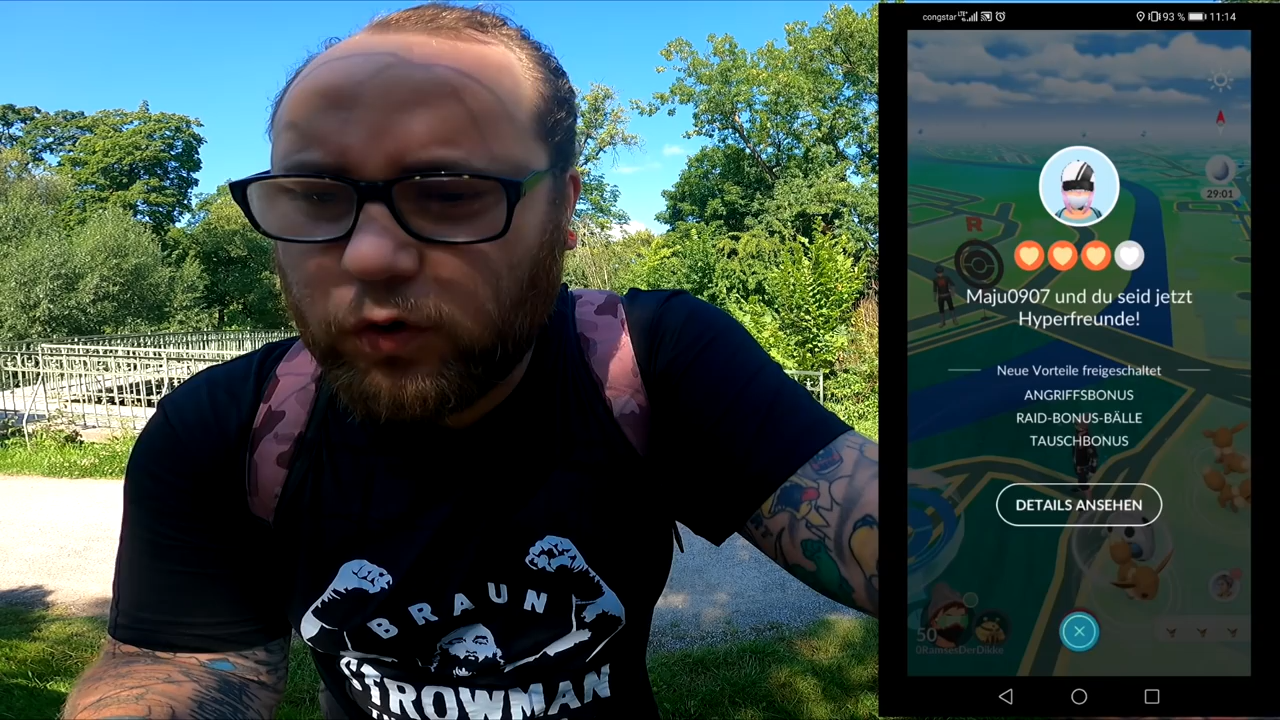 congstar
93 %
11:14
29:01
R
Maju0907 und du seid jetzt
Hyperfreunde!
Neue Vorteile freigeschaltet
ANGRIFFSBONUS
RAID-BONUS-BÄLLE
TAUSCHBONUS
DETAILS ANSEHEN
50
0RamsesDerDikke
BRAUN
STROWMAN